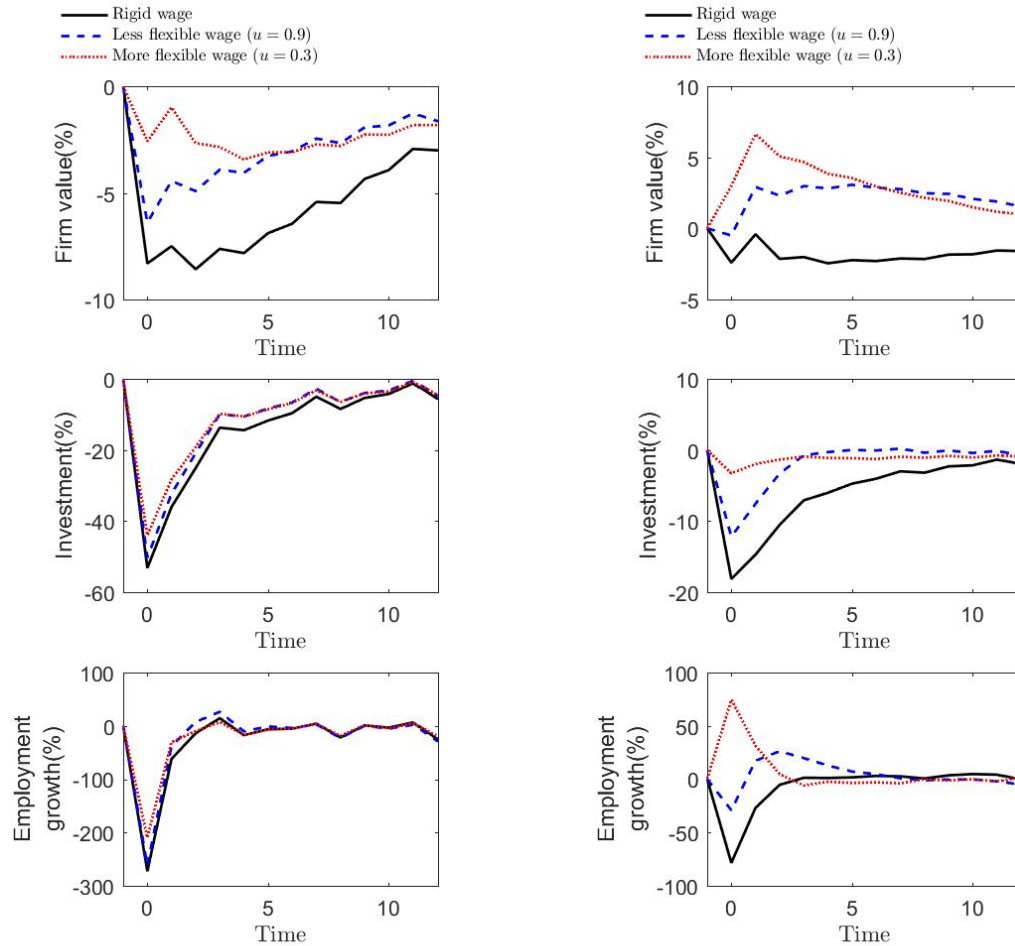 Rigid wage
Less flexible wage (u = 0.9)
More flexible wage (u = 0.3)
0
-5
-10
Firm value(%)
0 5 10
Time
0
-20
-40
-60
Investment(%)
0 5 10
Time
100
0
-100
-200
-300
Employment
growth(%)
0 5 10
Time
Rigid wage
Less flexible wage (u = 0.9)
More flexible wage (u = 0.3)
10
5
0
-5
Firm value(%)
0 5 10
Time
10
0
-10
-20
Investment(%)
0 5 10
Time
100
50
0
-50
-100
Employment
growth(%)
0 5 10
Time